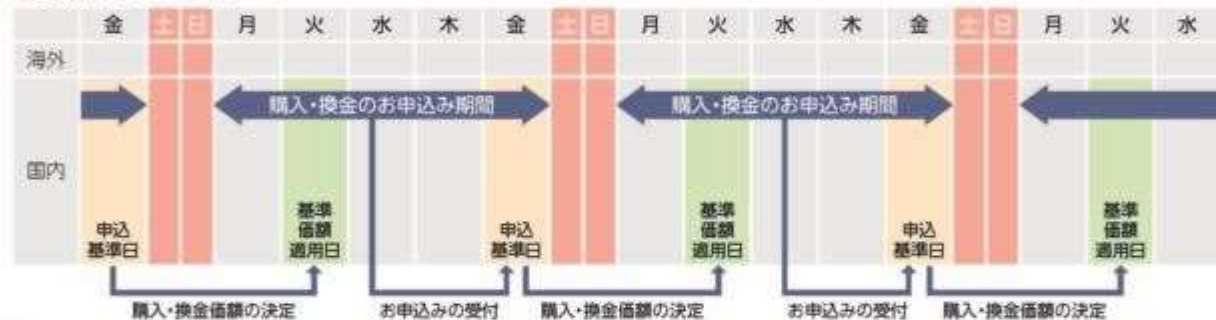 金 土 日 月 火 水 木 金 土 日 月 火 水 木 金 土 日 月 火 水
海外
購入・換金のお申込み期間 購入・換金のお申込み期間
国内
申込
基準日
基準
価額
適用日
申込
基準日
基準
価額
適用日
申込
基準日
基準
価額
適用日
購入・換金価額の決定 お申込みの受付 購入・換金価額の決定 お申込みの受付 購入・換金価額の決定